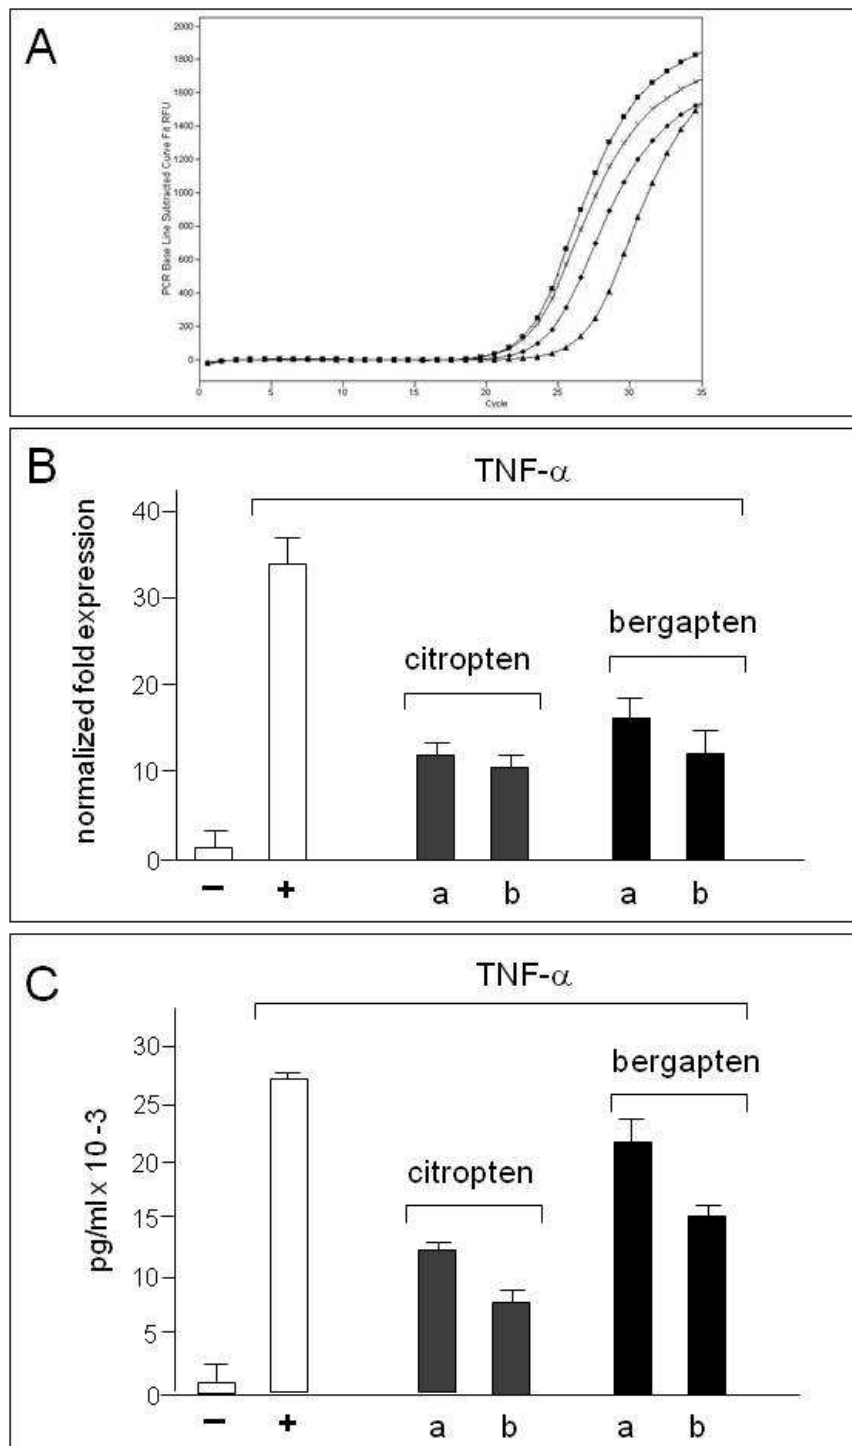 A
PCR Base Line Subtracted Curve Fit RFU
2000
1800
1600
1400
1200
1000
800
600
400
200
0
0 5 10 15 20 25 30 35
Cycle
B
TNF-α
normalized fold expression
40
30
20
10
0
citropten
bergapten
− + a b a b
C
TNF-α
pg/ml x 10 -3
30
25
20
15
10
5
0
citropten
bergapten
− + a b a b